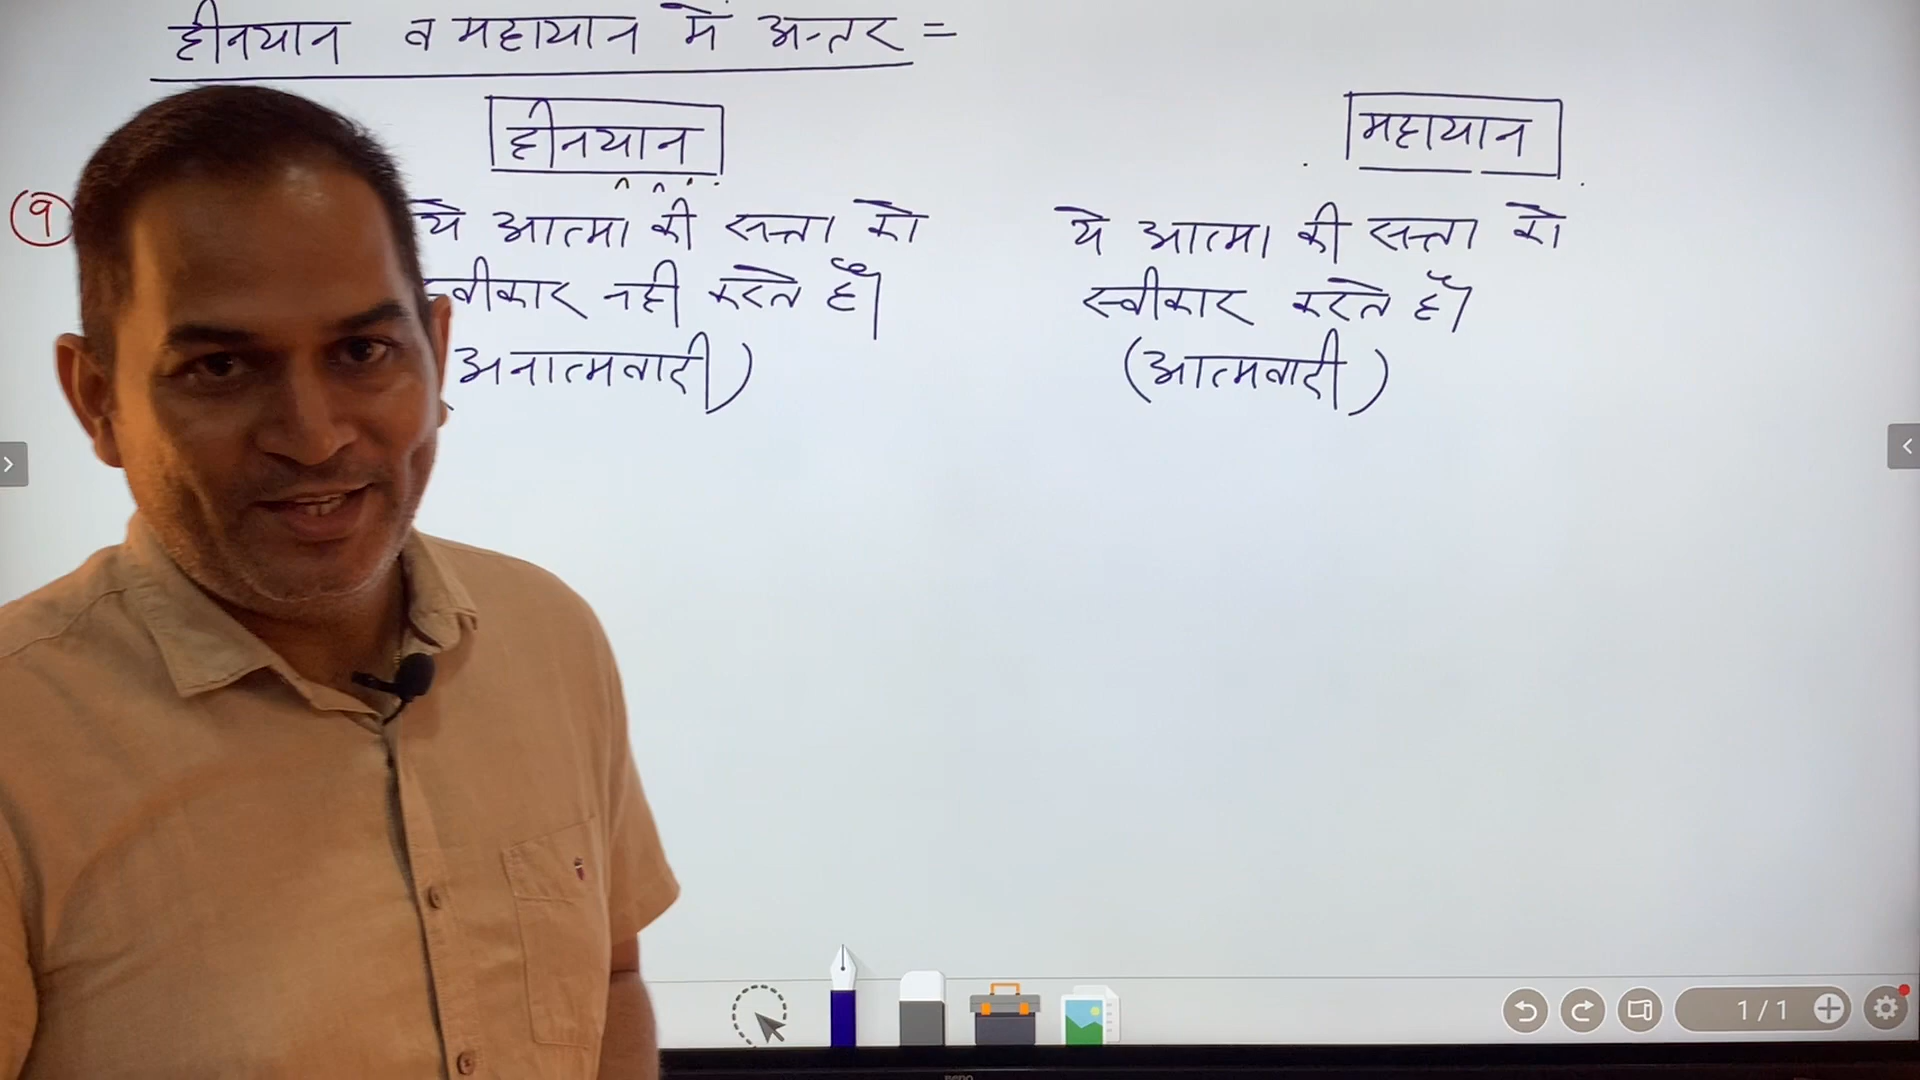 हीनयान व महायान में अन्तर =
हीनयान
महायान
१
ये आत्मा की सत्ता को
स्वीकार नही करते हैं।
(अनात्मवादी)
ये आत्मा की सत्ता को
स्वीकार करते हैं।
(आत्मवादी)
1/1